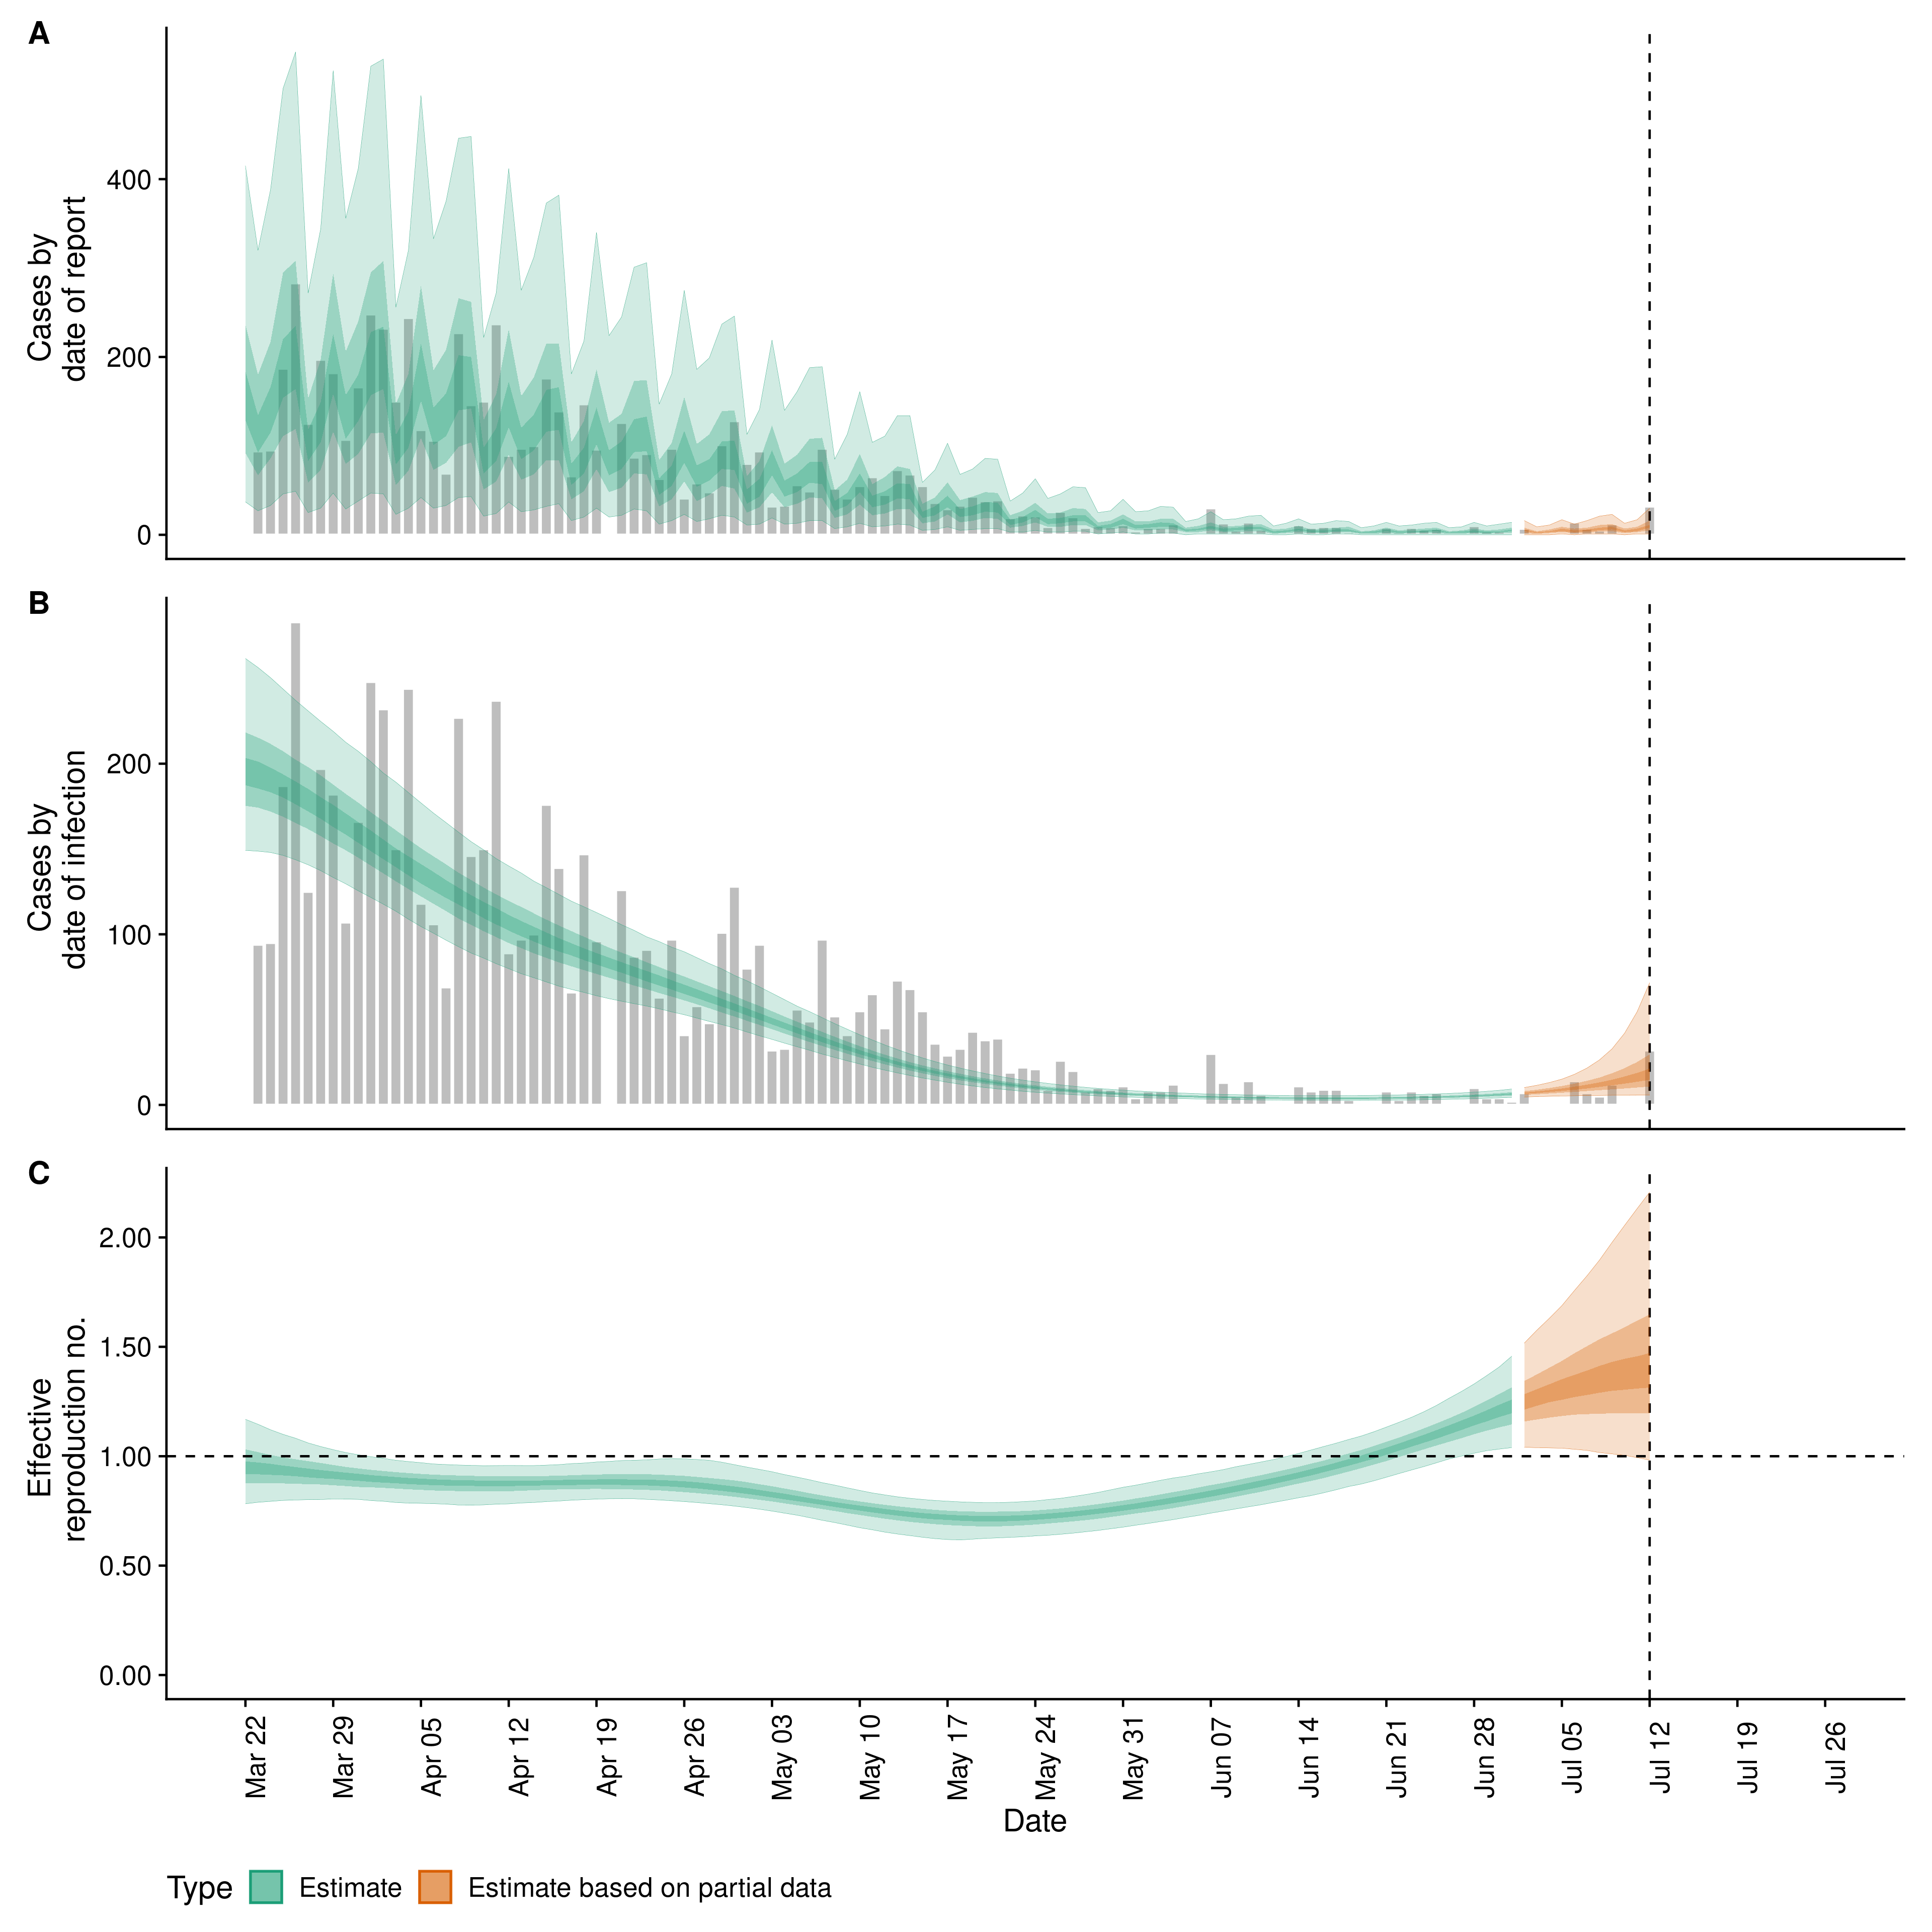 A
Cases by
date of report
400
200
0
B
Cases by
date of infection
200
100
0
C
Effective
reproduction no.
2.00
1.50
1.00
0.50
0.00
Mar 22
Mar 29
Apr 05
Apr 12
Apr 19
Apr 26
May 03
May 10
May 17
May 24
May 31
Jun 07
Jun 14
Jun 21
Jun 28
Jul 05
Jul 12
Jul 19
Jul 26
Date
Type Estimate Estimate based on partial data